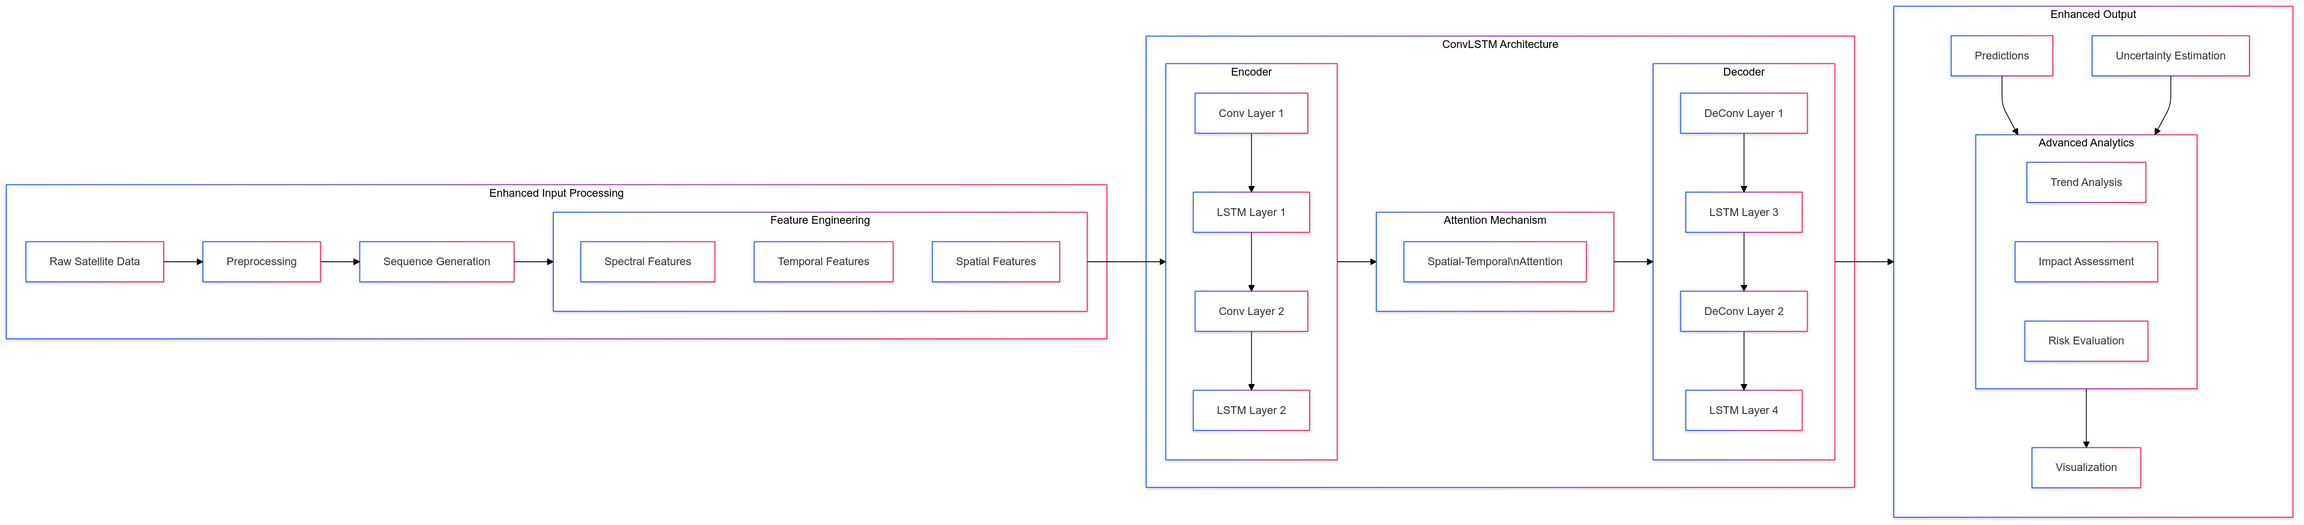 Enhanced Input Processing
Raw Satellite Data
Preprocessing
Sequence Generation
Feature Engineering
Spectral Features
Temporal Features
Spatial Features
ConvLSTM Architecture
Encoder
Conv Layer 1
LSTM Layer 1
Conv Layer 2
LSTM Layer 2
Attention Mechanism
Spatial-Temporal\nAttention
Decoder
DeConv Layer 1
LSTM Layer 3
DeConv Layer 2
LSTM Layer 4
Enhanced Output
Predictions
Uncertainty Estimation
Advanced Analytics
Trend Analysis
Impact Assessment
Risk Evaluation
Visualization